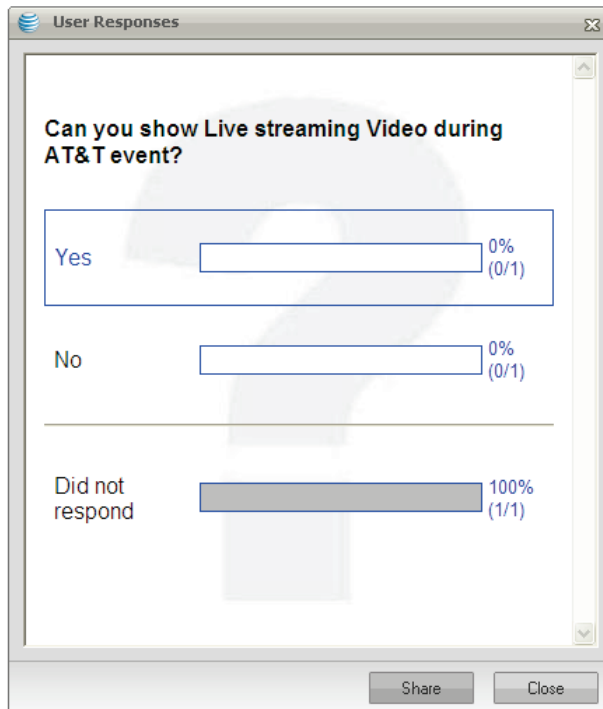 User Responses
Can you show Live streaming Video during
AT&T event?
Yes
0%
(0/1)
No
0%
(0/1)
Did not
respond
100%
(1/1)
Share
Close